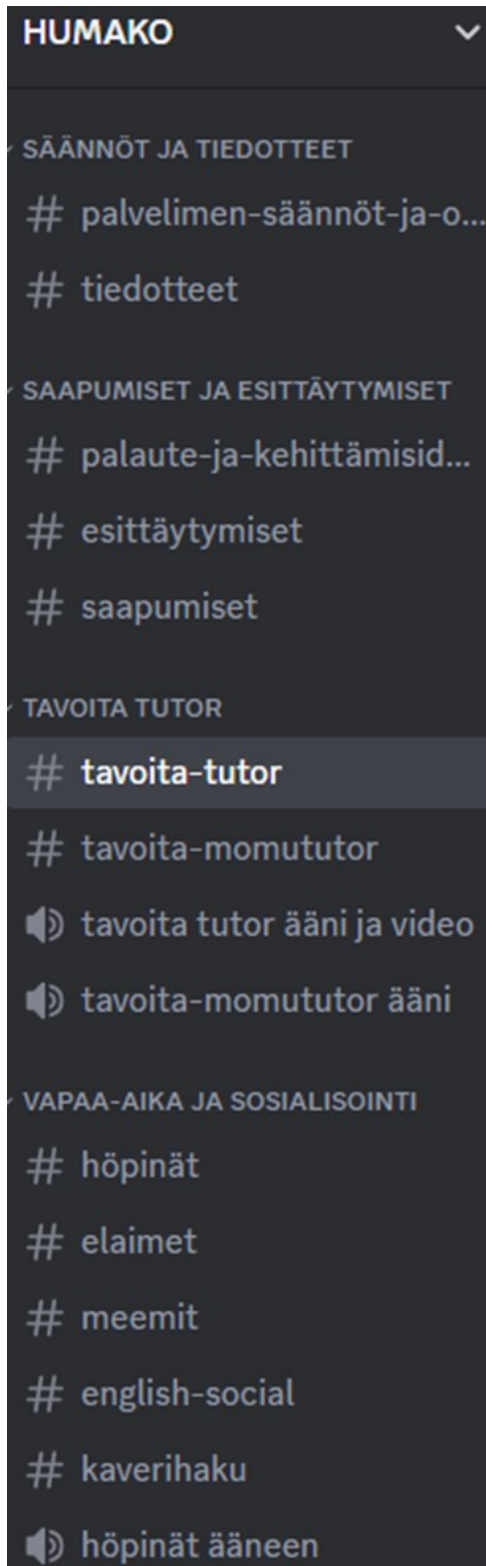 HUMAKO
SÄÄNNÖT JA TIEDOTTEET
# palvelimen-säännöt-ja-o...
# tiedotteet
SAAPUMISET JA ESITTÄYTYMISET
# palaute-ja-kehittämisid...
# esittäytymiset
# saapumiset
TAVOITA TUTOR
# tavoita-tutor
# tavoita-momututor
tavoita tutor ääni ja video
tavoita-momututor ääni
VAPAA-AIKA JA SOSIALISOINTI
# höpinät
# elaimet
# meemit
# english-social
# kaverihaku
höpinät ääneen